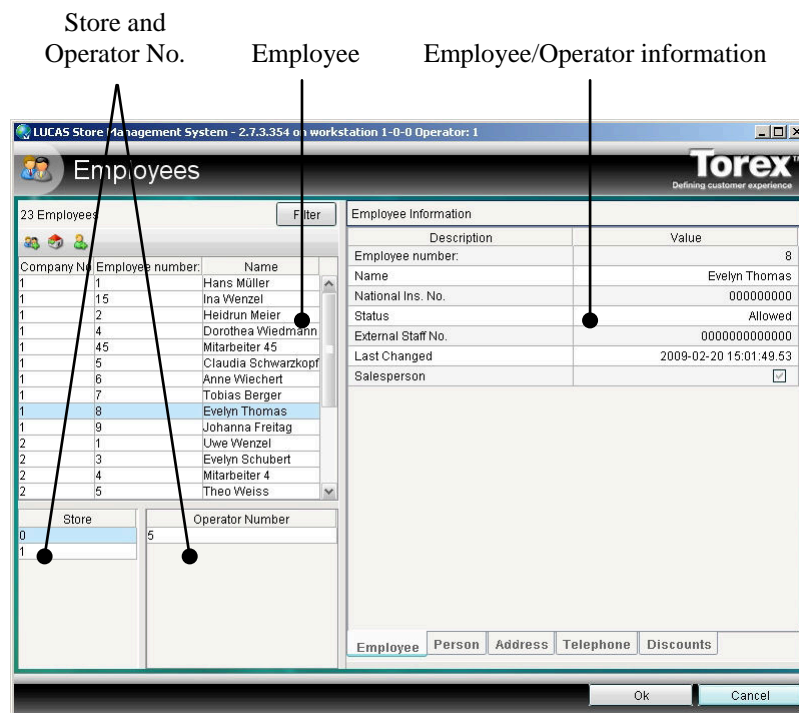 Store and
Operator No.
Employee
Employee/Operator information
LUCAS Store Management System - 2.7.3.354 on workstation 1-0-0 Operator: 1
Employees
Torex™
Defining customer experience
23 Employees
Filter
Company No Employee number: Name
1 1 Hans Müller
1 15 Ina Wenzel
1 2 Heidrun Meier
1 4 Dorothea Wiedmann
1 45 Mitarbeiter 45
1 5 Claudia Schwarzkopf
1 6 Anne Wiechert
1 7 Tobias Berger
1 8 Evelyn Thomas
1 9 Johanna Freitag
2 1 Uwe Wenzel
2 3 Evelyn Schubert
2 4 Mitarbeiter 4
2 5 Theo Weiss
Store
0
1
Operator Number
5
Employee Information
Description Value
Employee number: 8
Name Evelyn Thomas
National Ins. No. 000000000
Status Allowed
External Staff No. 0000000000000
Last Changed 2009-02-20 15:01:49.53
Salesperson
Employee Person Address Telephone Discounts
Ok Cancel